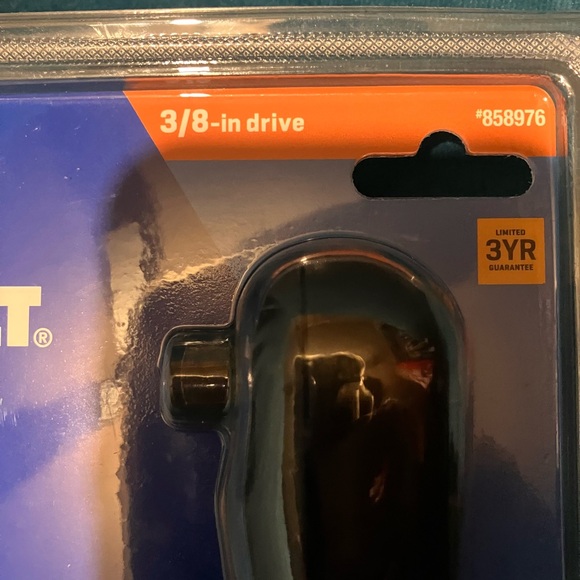 3/8-in drive
#858976
LIMITED
3YR
GUARANTEE
T®